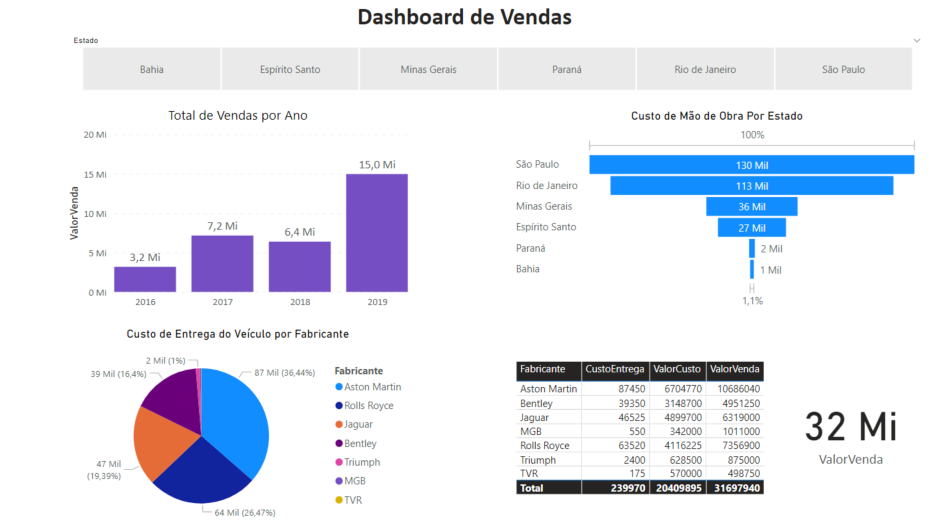 Dashboard de Vendas
Estado
Bahia Espírito Santo Minas Gerais Paraná Rio de Janeiro São Paulo
Total de Vendas por Ano
20 Mi
15 Mi
10 Mi
5 Mi
0 Mi
ValorVenda
3,2 Mi
7,2 Mi
6,4 Mi
15,0 Mi
2016 2017 2018 2019
Custo de Mão de Obra Por Estado
100%
São Paulo 130 Mil
Rio de Janeiro 113 Mil
Minas Gerais 36 Mil
Espírito Santo 27 Mil
Paraná 2 Mil
Bahia 1 Mil
1,1%
Custo de Entrega do Veículo por Fabricante
2 Mil (1%)
39 Mil (16,4%)
87 Mil (36,44%)
47 Mil
(19,39%)
64 Mil (26,47%)
Fabricante
Aston Martin
Rolls Royce
Jaguar
Bentley
Triumph
MGB
TVR
Fabricante CustoEntrega ValorCusto ValorVenda
Aston Martin 87450 6704770 10686040
Bentley 39350 3148700 4951250
Jaguar 46525 4899700 6319000
MGB 550 342000 1011000
Rolls Royce 63520 4116225 7356900
Triumph 2400 628500 875000
TVR 175 570000 498750
Total 239970 20409895 31697940
32 Mi
ValorVenda